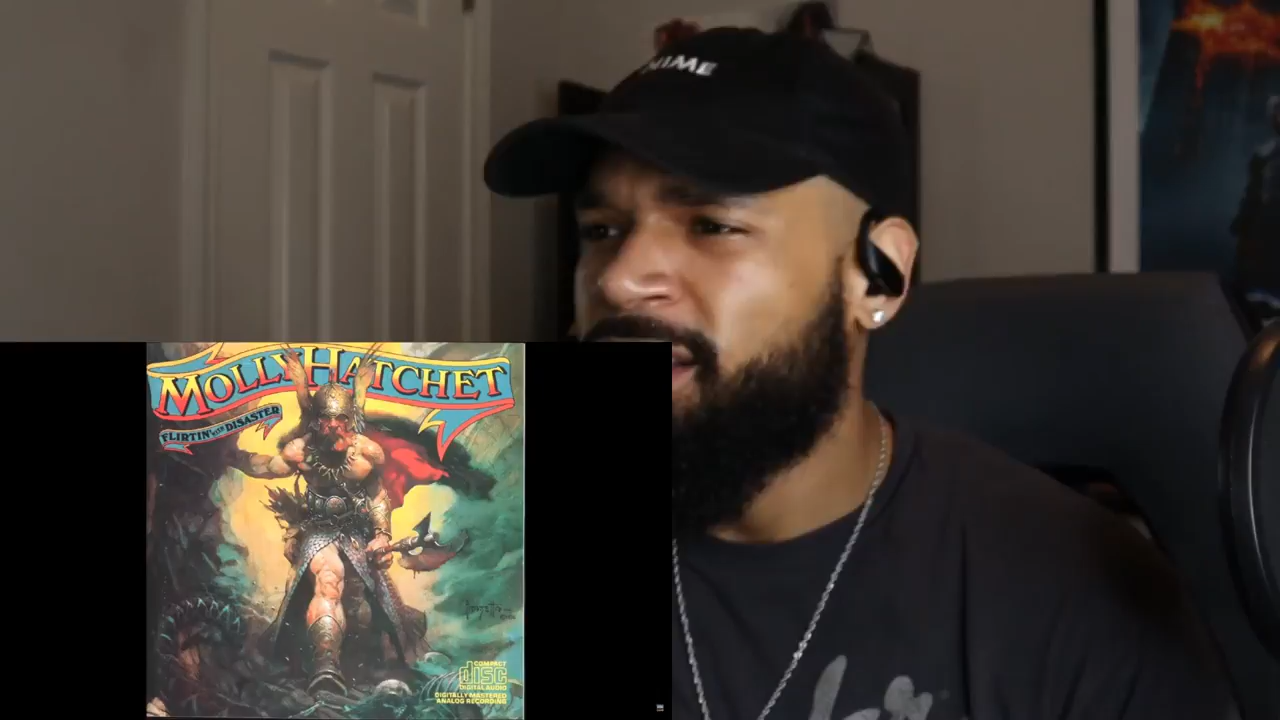 MOLLY HATCHET
FLIRTIN' WITH DISASTER
COMPACT
disc
DIGITAL AUDIO
DIGITALLY MASTERED
ANALOG RECORDING